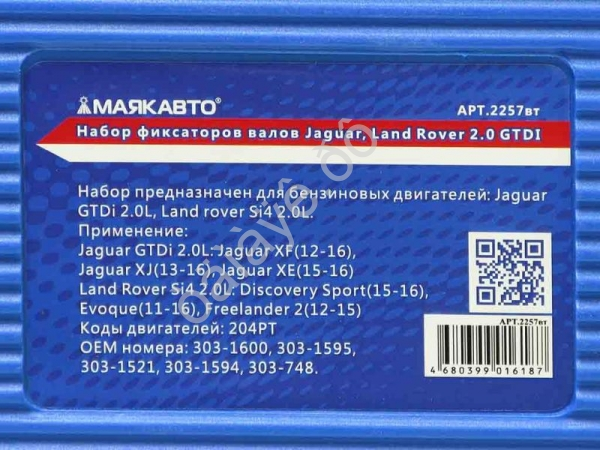 МАЯКАВТО®
АРТ.2257вт
Набор фиксаторов валов Jaguar, Land Rover 2.0 GTDI
Набор предназначен для бензиновых двигателей: Jaguar
GTDi 2.0L, Land rover Si4 2.0L.
Применение:
Jaguar GTDi 2.0L: Jaguar XF(12-16),
Jaguar XJ(13-16), Jaguar XE(15-16)
Land Rover Si4 2.0L: Discovery Sport(15-16),
Evoque(11-16), Freelander 2(12-15)
Коды двигателей: 204PT
OEM номера: 303-1600, 303-1595,
303-1521, 303-1594, 303-748.
АРТ.2257вт
4 680399 016187